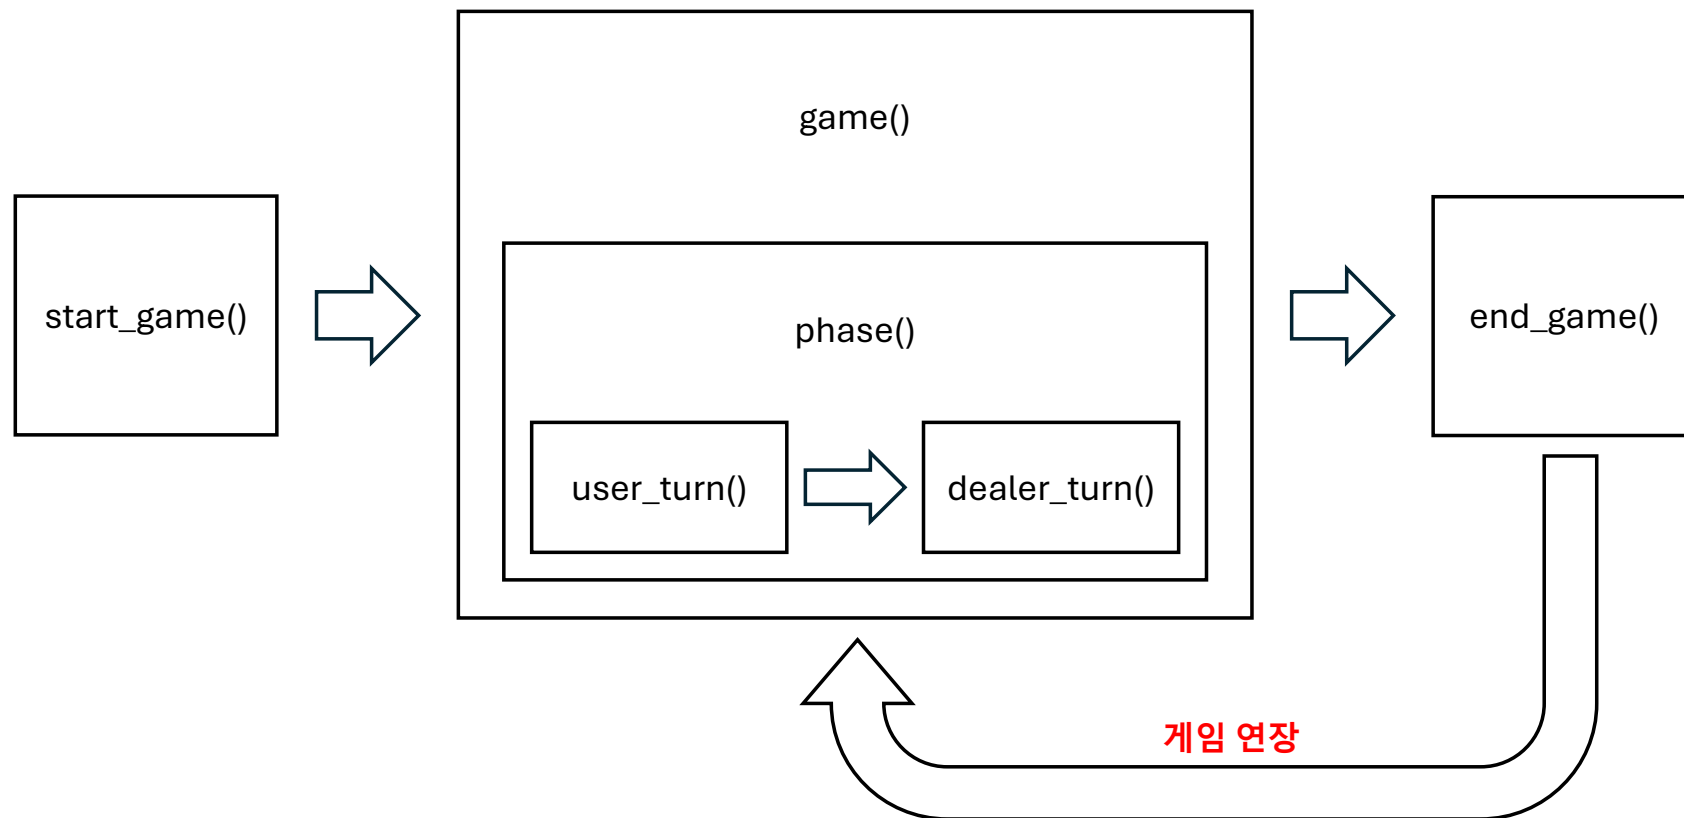 game()
start_game()
phase()
end_game()
user_turn()
dealer_turn()
게임 연장